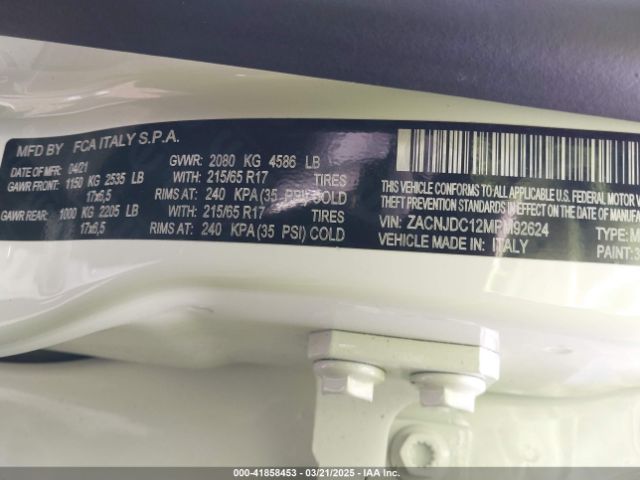 MFD BY FCA ITALY S.P.A.
DATE OF MFR: 04/21 GVWR: 2080 KG 4586 LB
GAWR FRONT: 1150 KG 2535 LB WITH: 215/65 R17 TIRES
17x6,5 RIMS AT: 240 KPA (35 PSI) COLD
GAWR REAR: 1000 KG 2205 LB WITH: 215/65 R17 TIRES
17x6,5 RIMS AT: 240 KPA (35 PSI) COLD
THIS VEHICLE CONFORMS TO ALL APPLICABLE U.S. FEDERAL MOTOR
THEFT PREVENTION STANDARDS IN EFFECT ON THE DATE OF
VIN: ZACNJDC12MPM92624 TYPE:
VEHICLE MADE IN: ITALY PAINT:
000-41858453 - 03/21/2025 - IAA Inc.